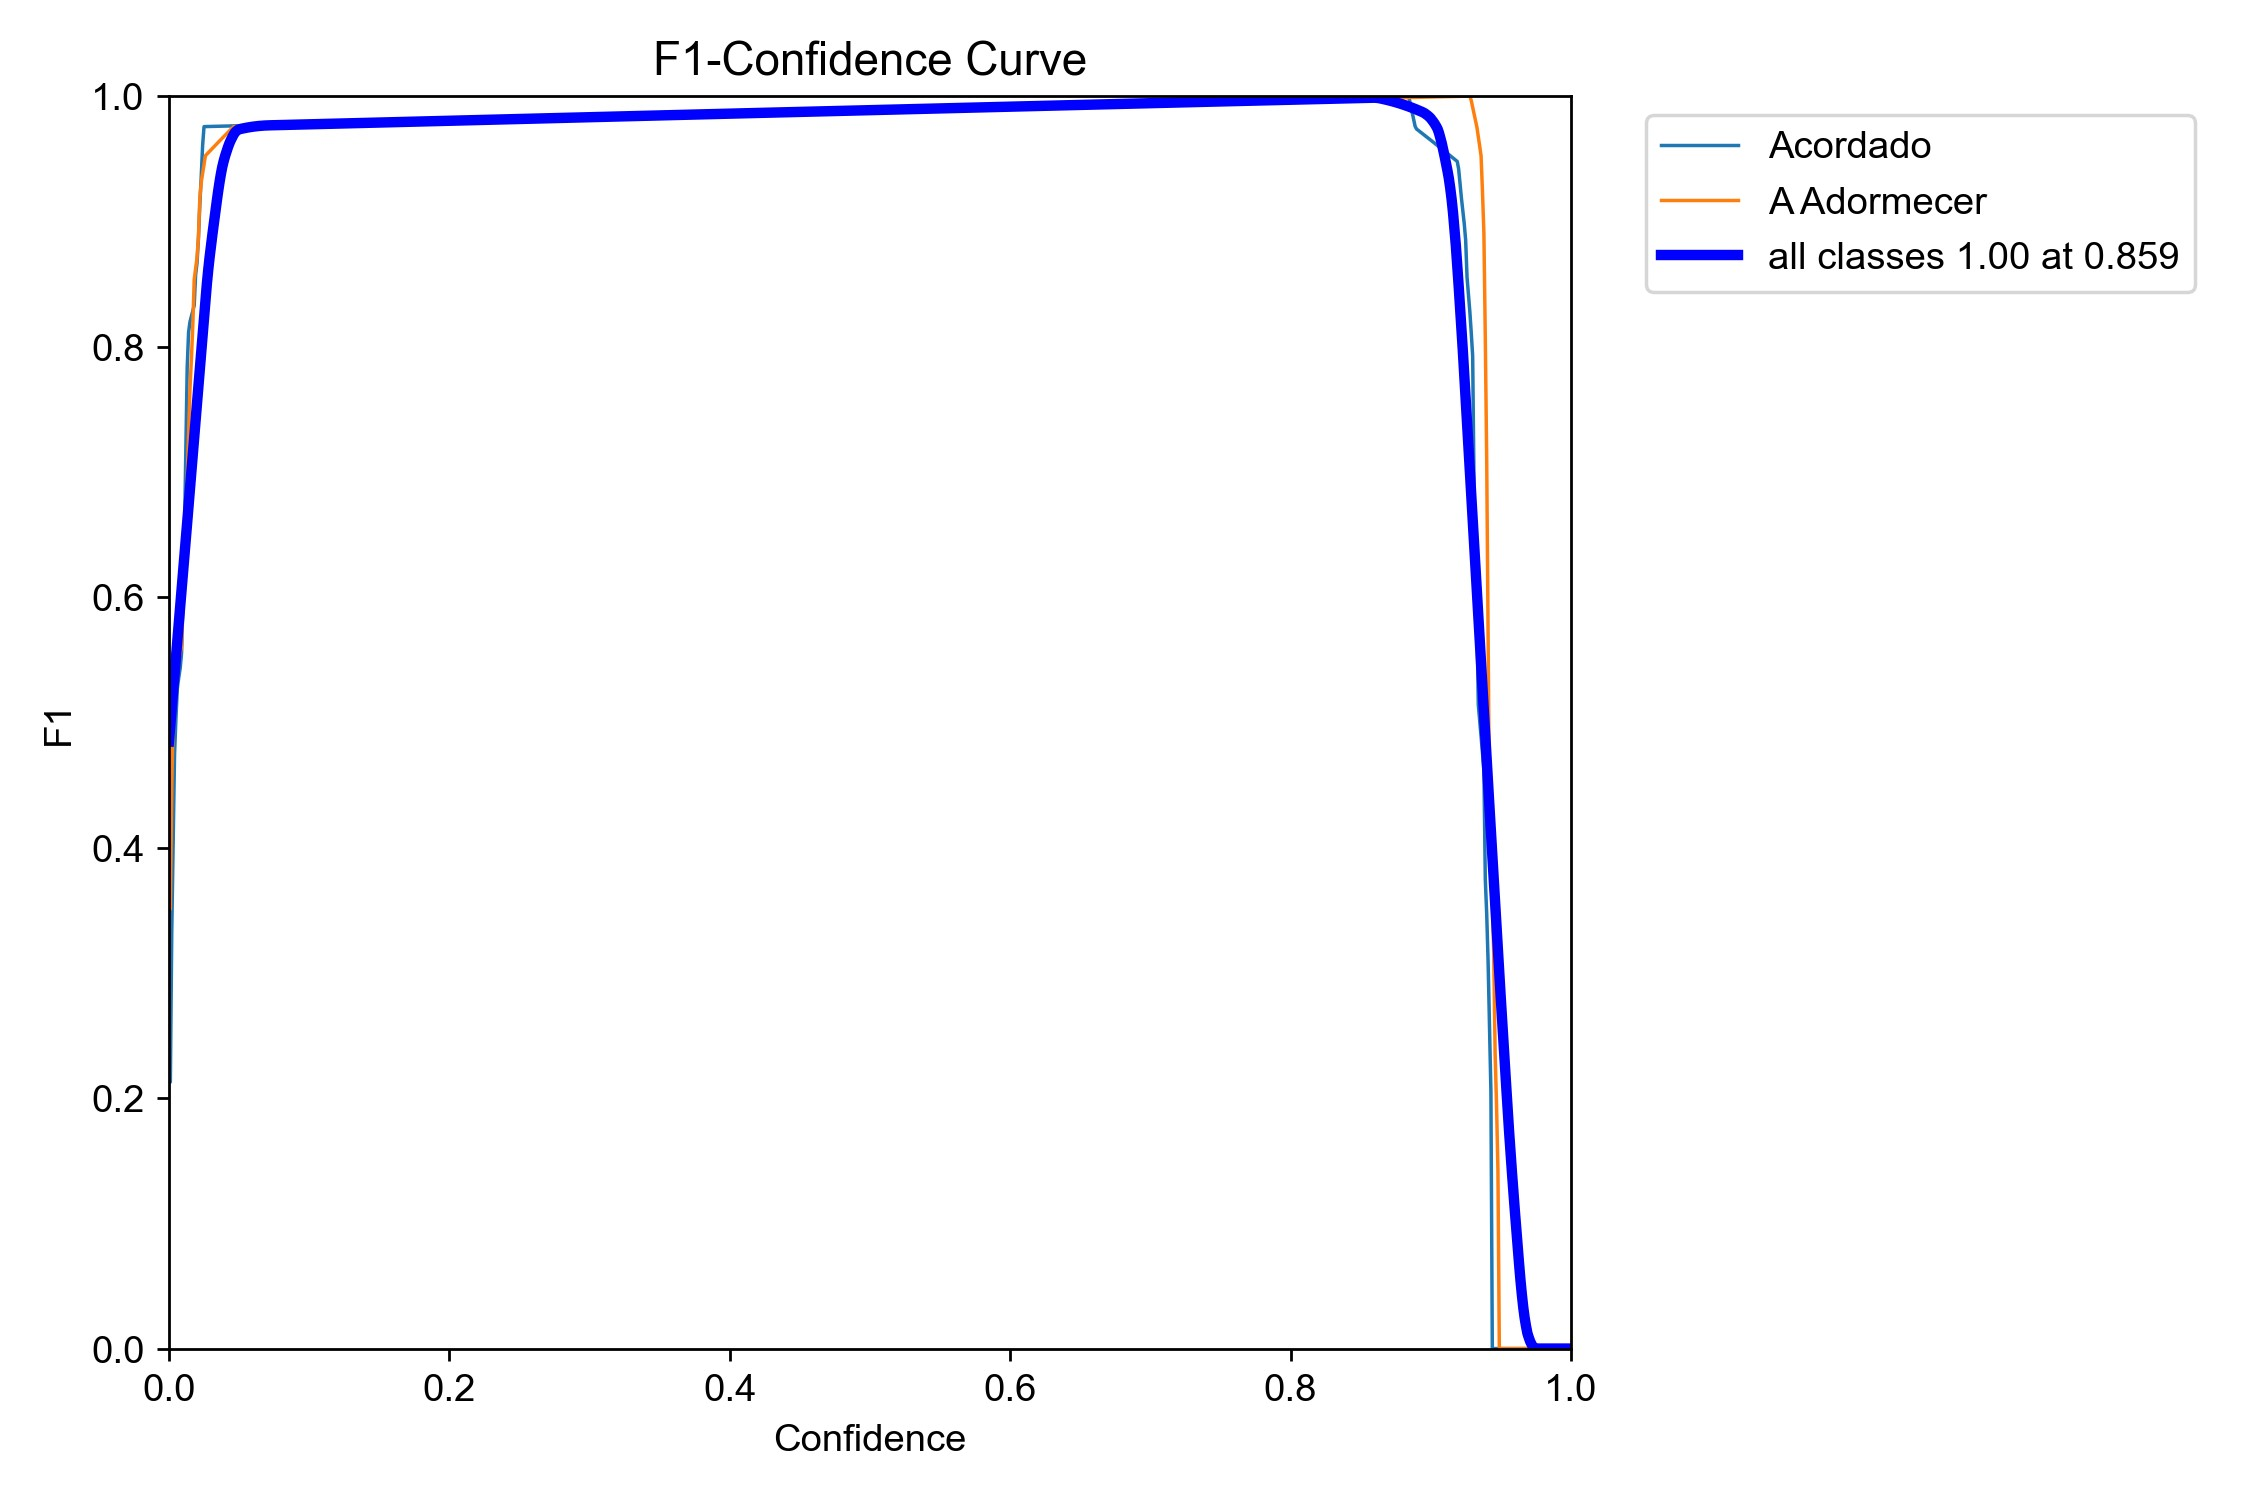 F1-Confidence Curve
1.0
0.8
0.6
0.4
0.2
0.0
F1
0.0 0.2 0.4 0.6 0.8 1.0
Confidence
Acordado
A Adormecer
all classes 1.00 at 0.859